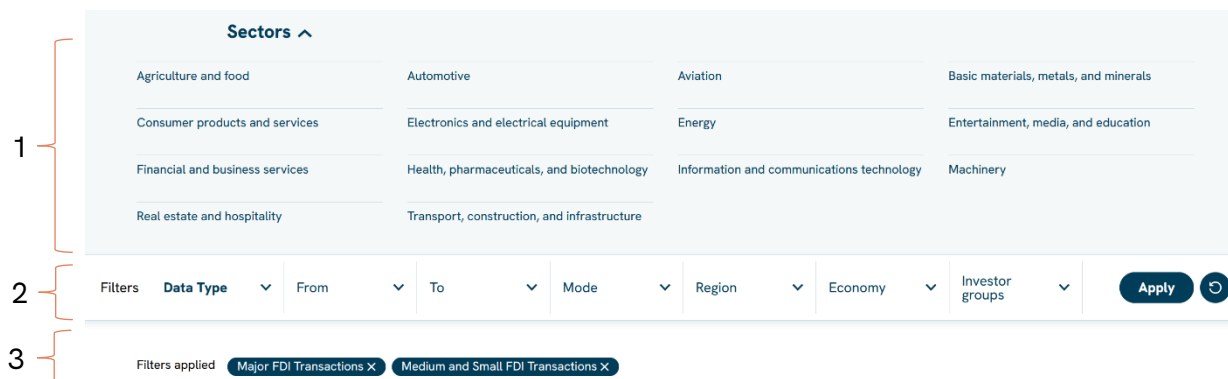 Sectors
Agriculture and food
Automotive
Aviation
Basic materials, metals, and minerals
Consumer products and services
Electronics and electrical equipment
Energy
Entertainment, media, and education
1
Financial and business services
Health, pharmaceuticals, and biotechnology
Information and communications technology
Machinery
Real estate and hospitality
Transport, construction, and infrastructure
2
Filters
Data Type
From
To
Mode
Region
Economy
Investor
groups
Apply
3
Filters applied
Major FDI Transactions ×
Medium and Small FDI Transactions ×